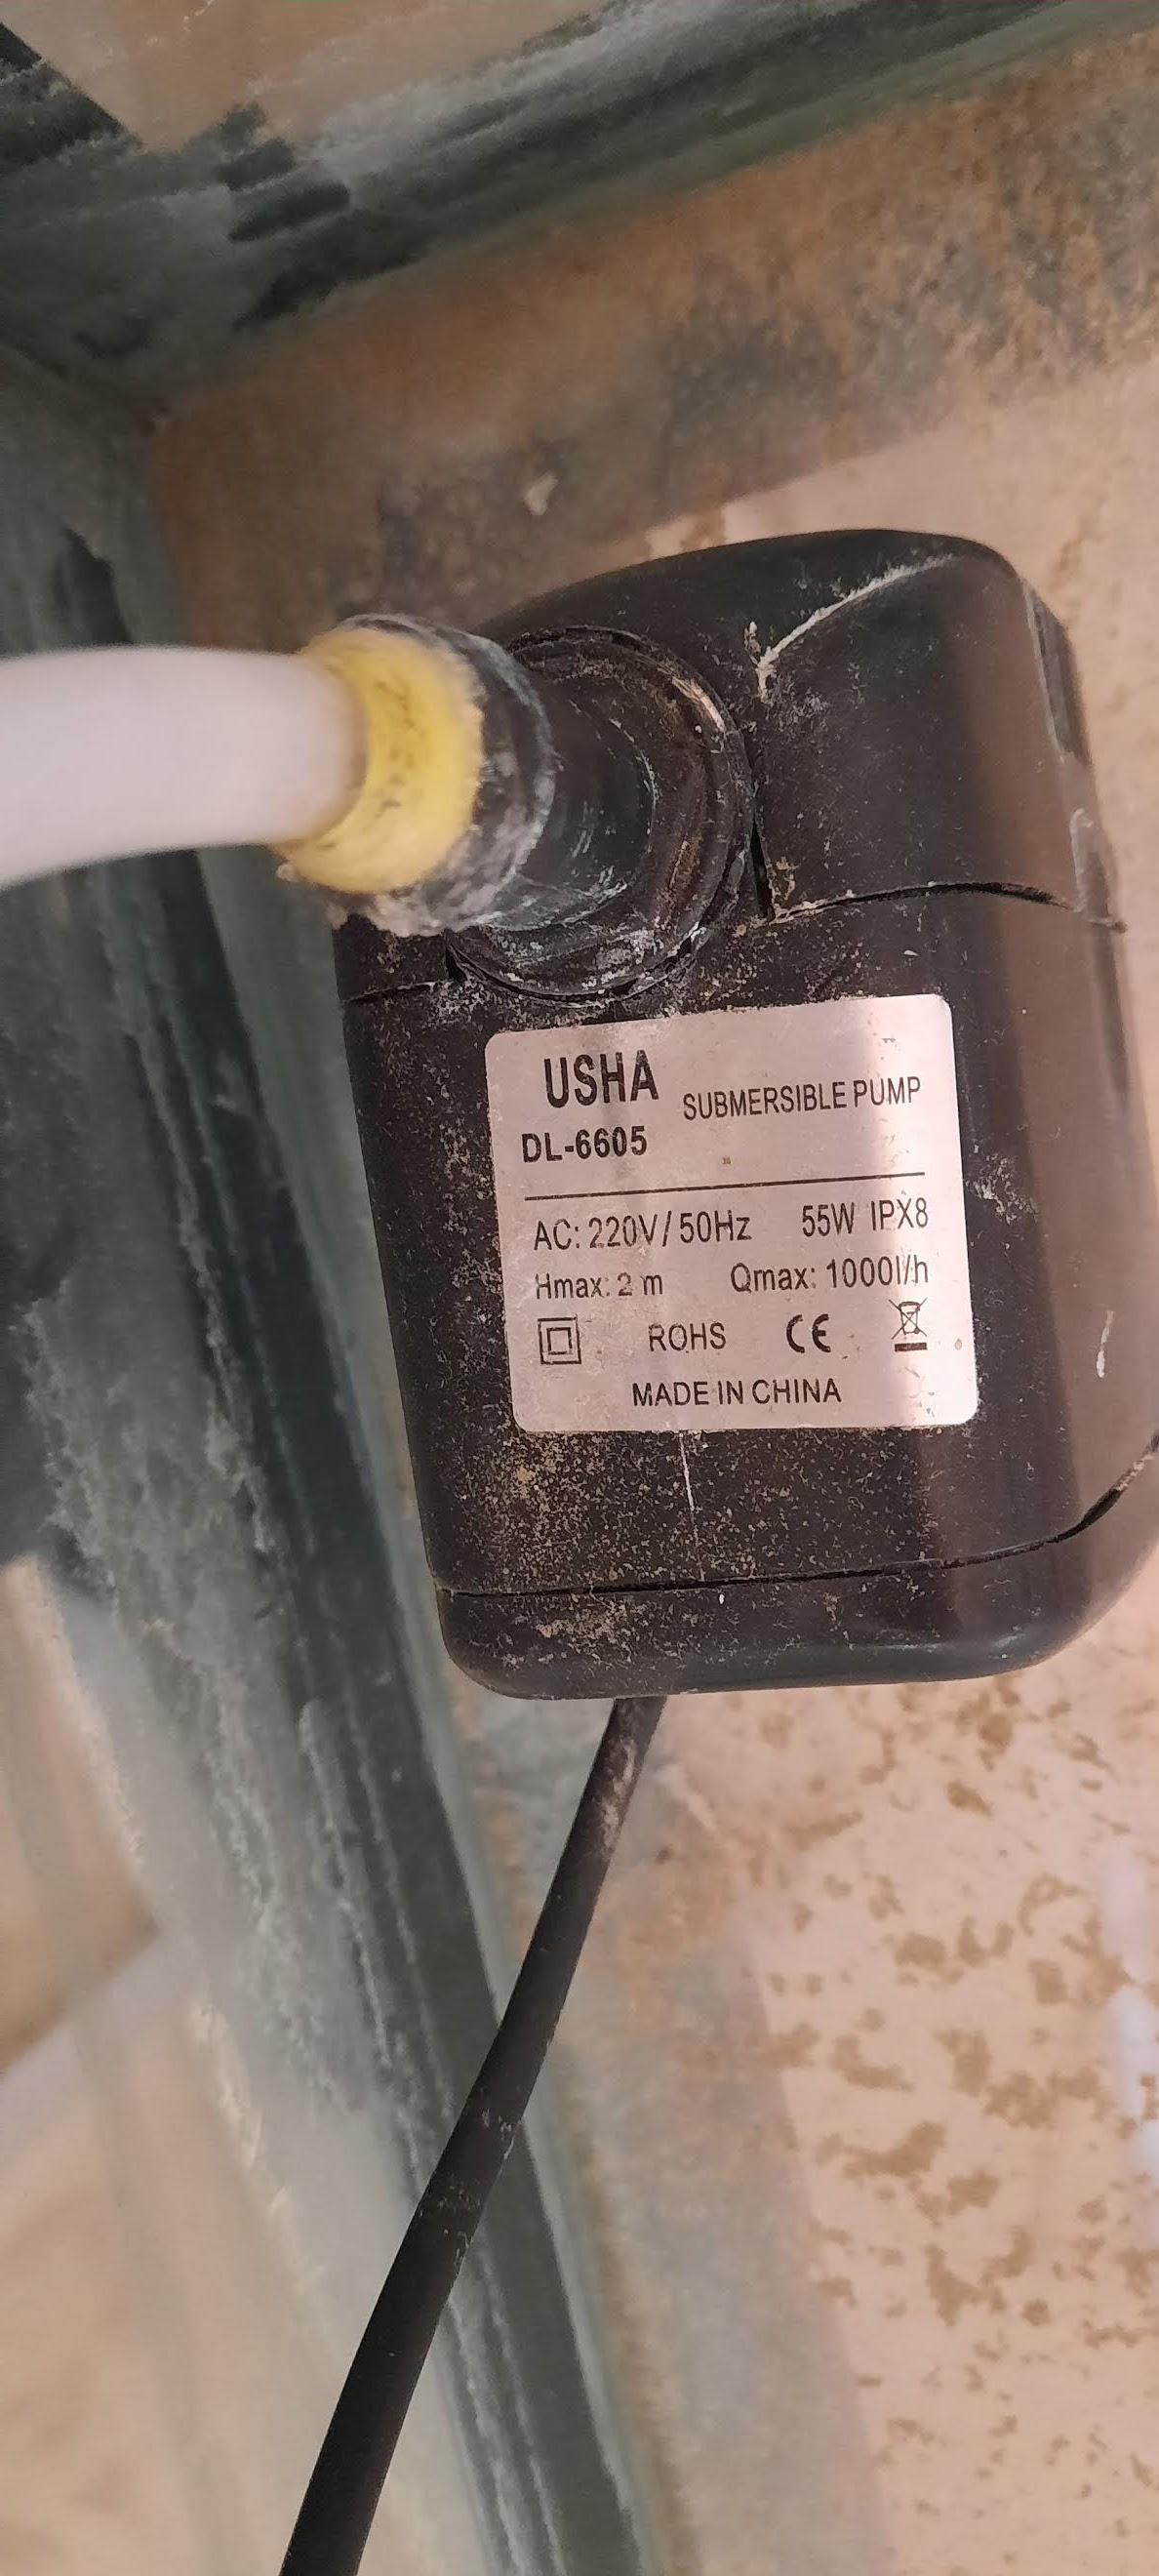 USHA SUBMERSIBLE PUMP
DL-6605
AC: 220V/50Hz 55W IPX8
Hmax: 2 m Qmax: 1000l/h
ROHS CE
MADE IN CHINA